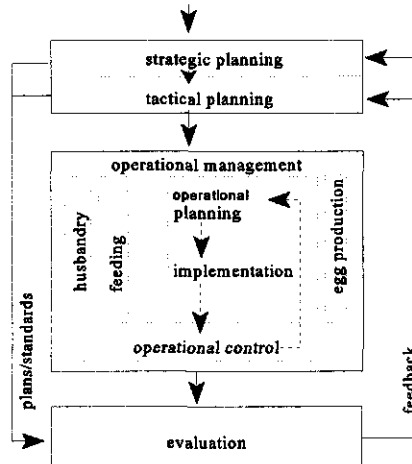 strategic planning
tactical planning
operational management
operational
planning
husbandry
feeding
implementation
egg production
operational control
plans/standards
feedback
evaluation